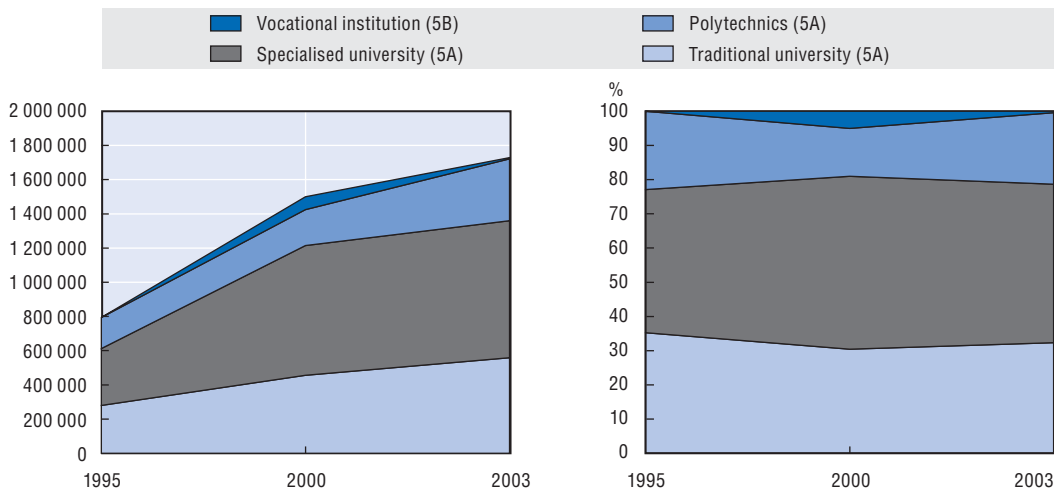 Vocational institution (5B) Polytechnics (5A)
Specialised university (5A) Traditional university (5A)
%
2 000 000
1 800 000
1 600 000
1 400 000
1 200 000
1 000 000
800 000
600 000
400 000
200 000
0
1995 2000 2003
100
90
80
70
60
50
40
30
20
10
0
1995 2000 2003